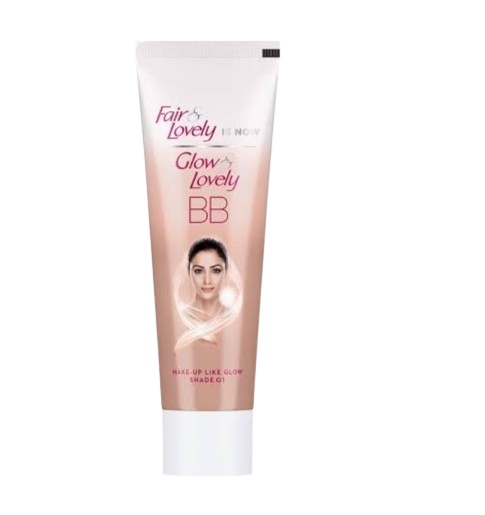 Fair &
Lovely IS NOW
Glow &
Lovely
BB
MAKE-UP LIKE GLOW
SHADE 01